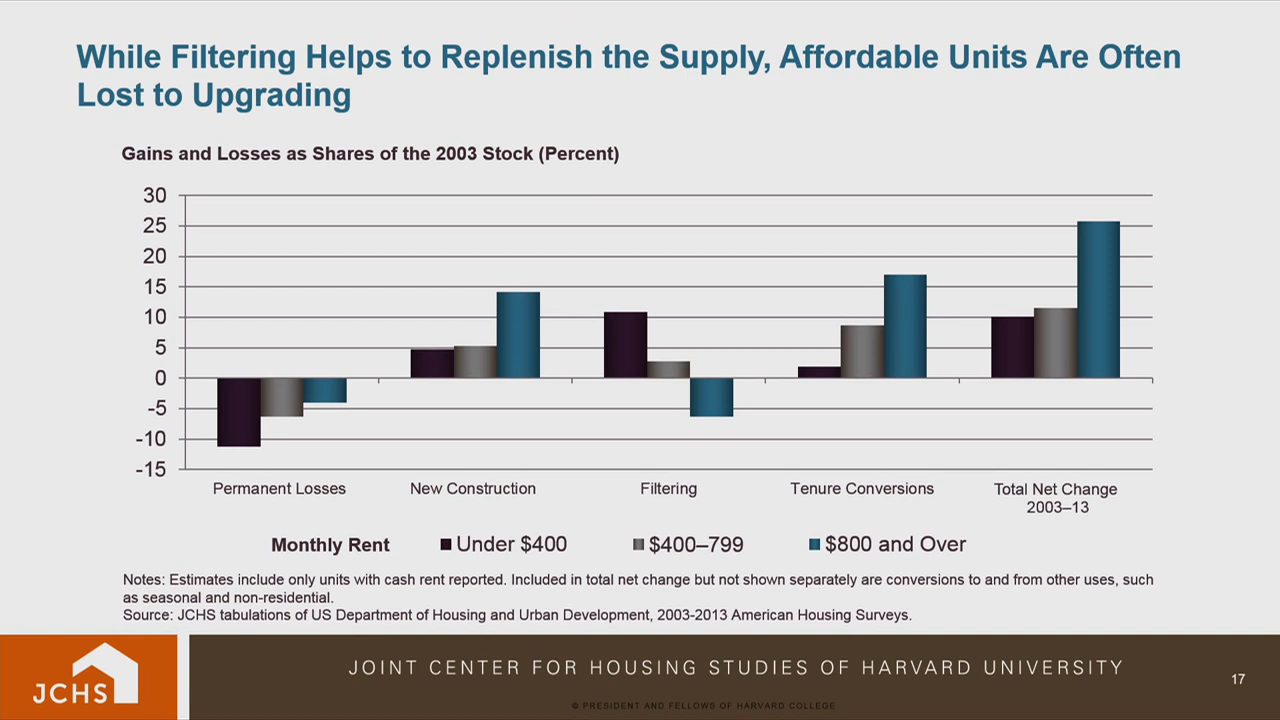 While Filtering Helps to Replenish the Supply, Affordable Units Are Often
Lost to Upgrading
Gains and Losses as Shares of the 2003 Stock (Percent)
30
25
20
15
10
5
0
-5
-10
-15
Permanent Losses
New Construction
Filtering
Tenure Conversions
Total Net Change
2003–13
Monthly Rent
Under $400
$400–799
$800 and Over
Notes: Estimates include only units with cash rent reported. Included in total net change but not shown separately are conversions to and from other uses, such
as seasonal and non-residential.
Source: JCHS tabulations of US Department of Housing and Urban Development, 2003-2013 American Housing Surveys.
JCHS
JOINT CENTER FOR HOUSING STUDIES OF HARVARD UNIVERSITY
17
© PRESIDENT AND FELLOWS OF HARVARD COLLEGE